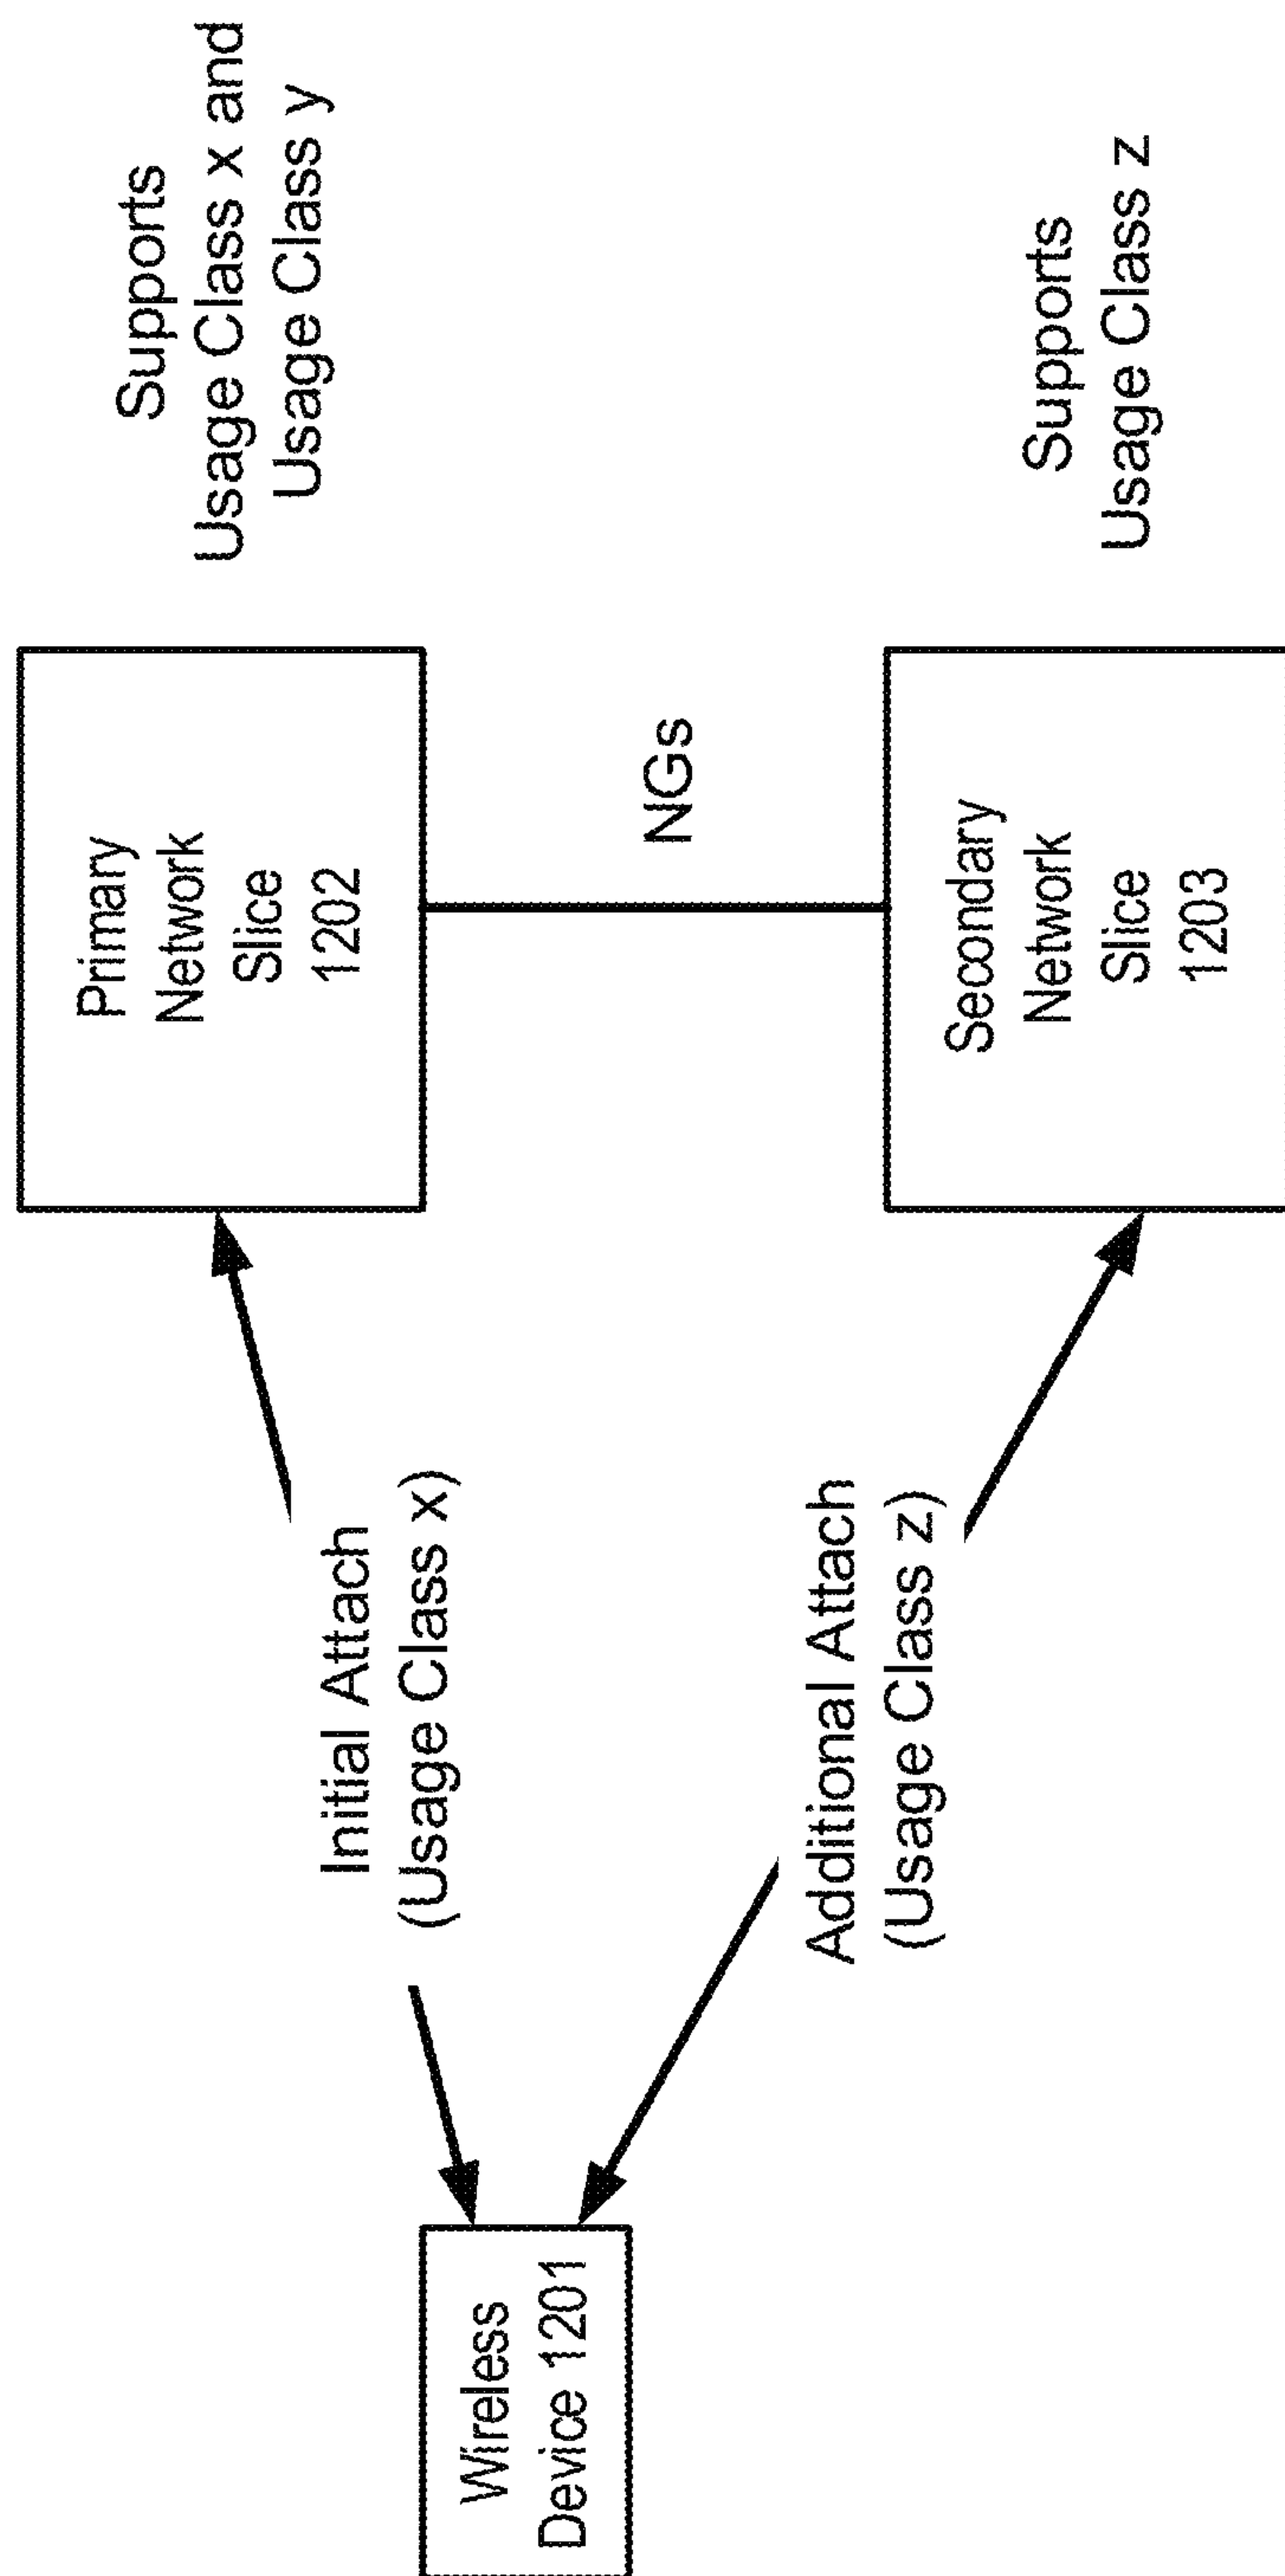 Wireless
Device 1201
Initial Attach
(Usage Class x)
Additional Attach
(Usage Class z)
Primary
Network
Slice
1202
NGs
Secondary
Network
Slice
1203
Supports
Usage Class x and
Usage Class y
Supports
Usage Class z